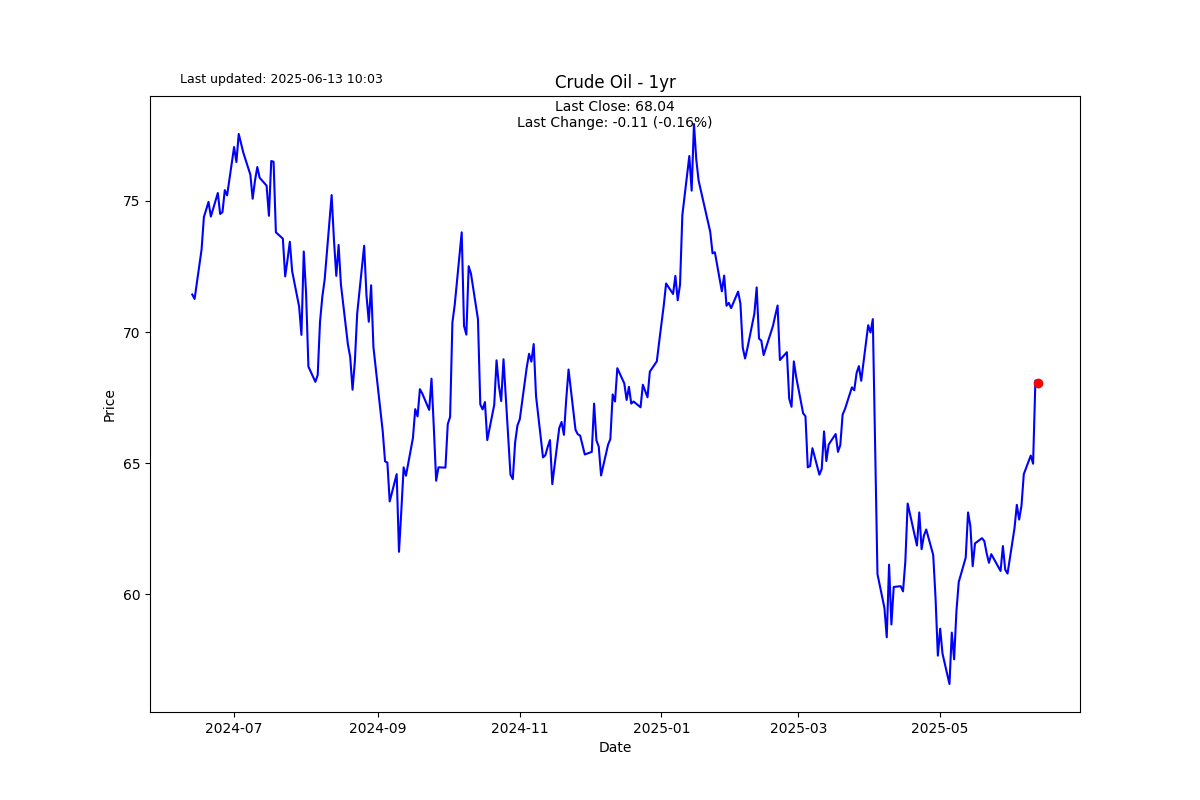 Last updated: 2025-06-13 10:03
Crude Oil - 1yr
Last Close: 68.04
Last Change: -0.11 (-0.16%)
75
70
65
60
Price
2024-07
2024-09
2024-11
2025-01
2025-03
2025-05
Date